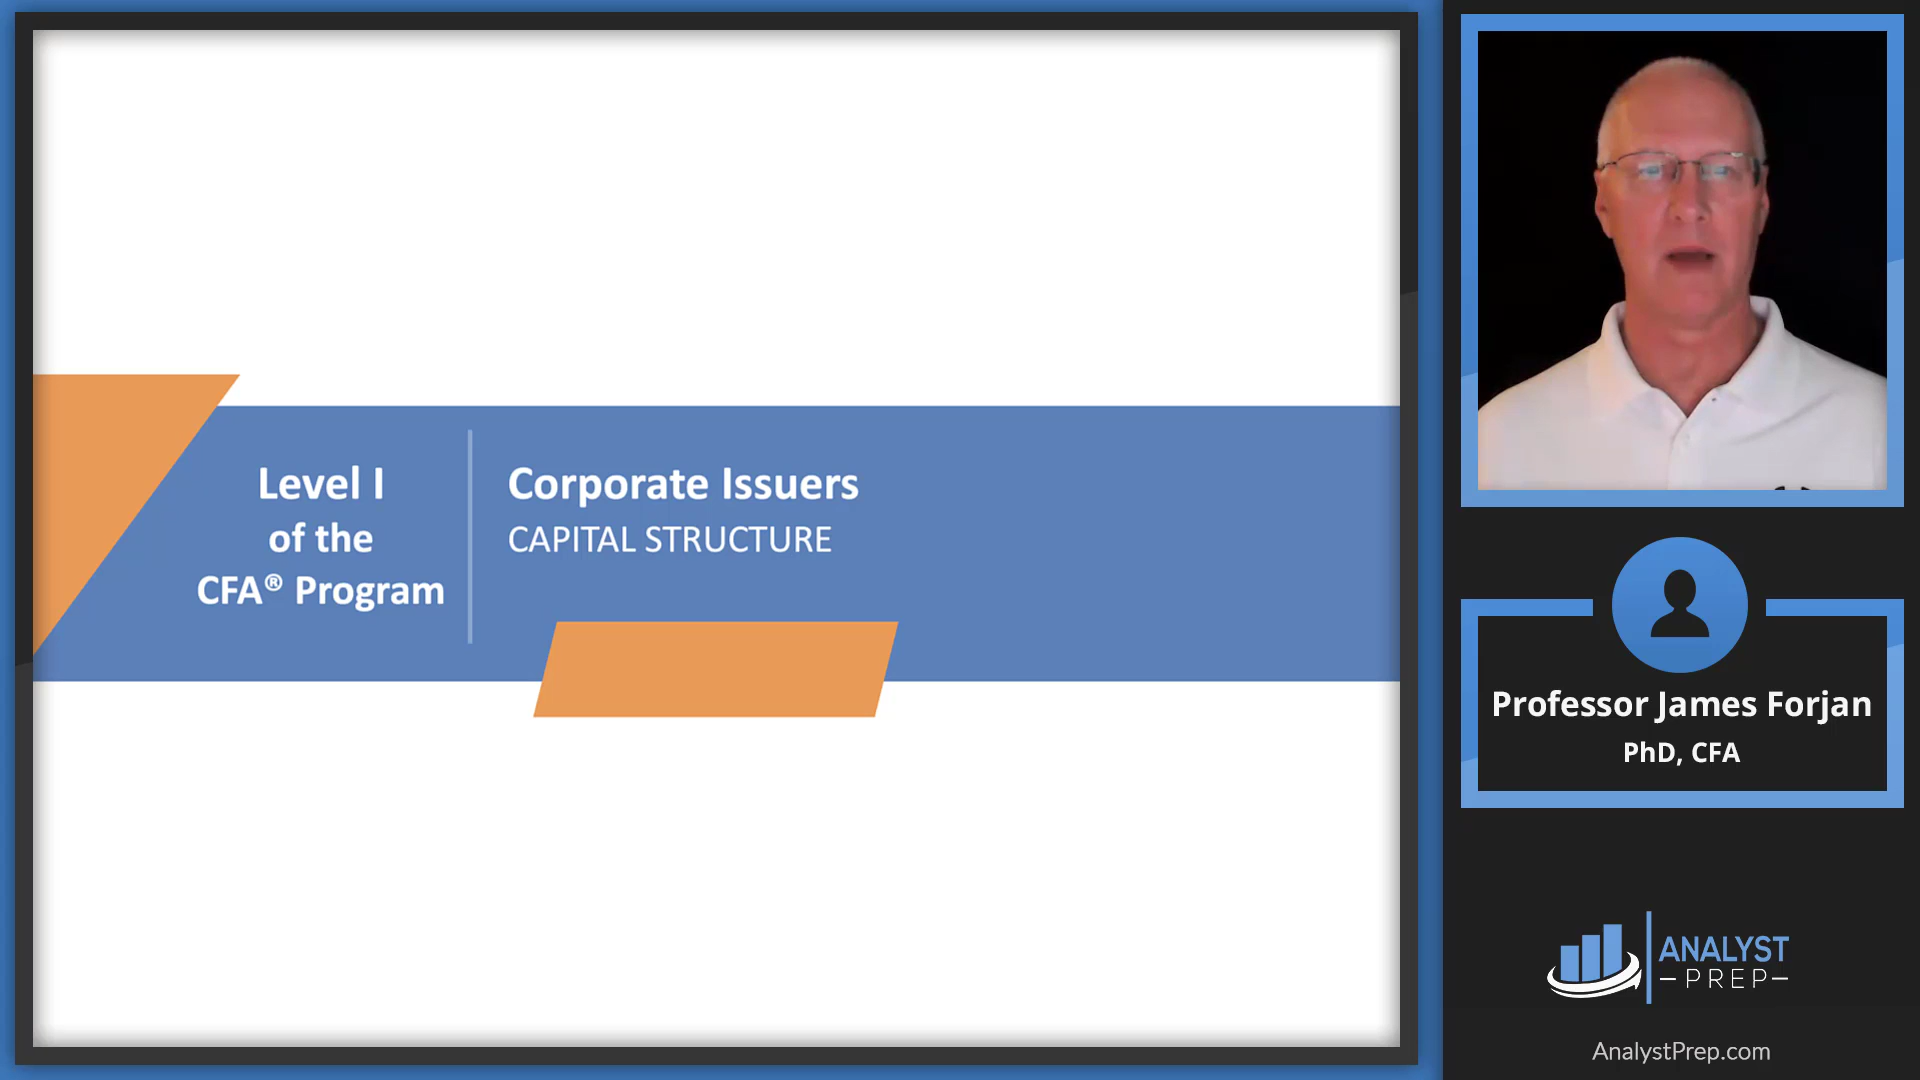 Level I
of the
CFA® Program
Corporate Issuers
CAPITAL STRUCTURE
Professor James Forjan
PhD, CFA
ANALYST
PREP
AnalystPrep.com